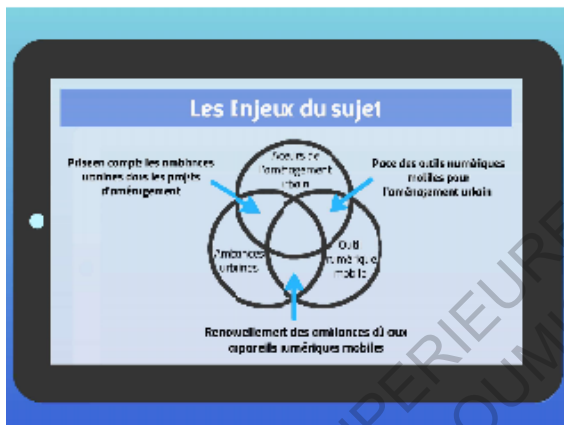 Les Enjeux du sujet
Prise en compte les ambiances
urbaines dans les projets
d'aménagement
Acteurs de
l'aménagement
urbain
Place des outils numériques
mobiles pour
l'aménagement urbain
Ambiances
urbaines
Outil
numérique
mobile
Renouvellement des ambiances dû aux
appareils numériques mobiles